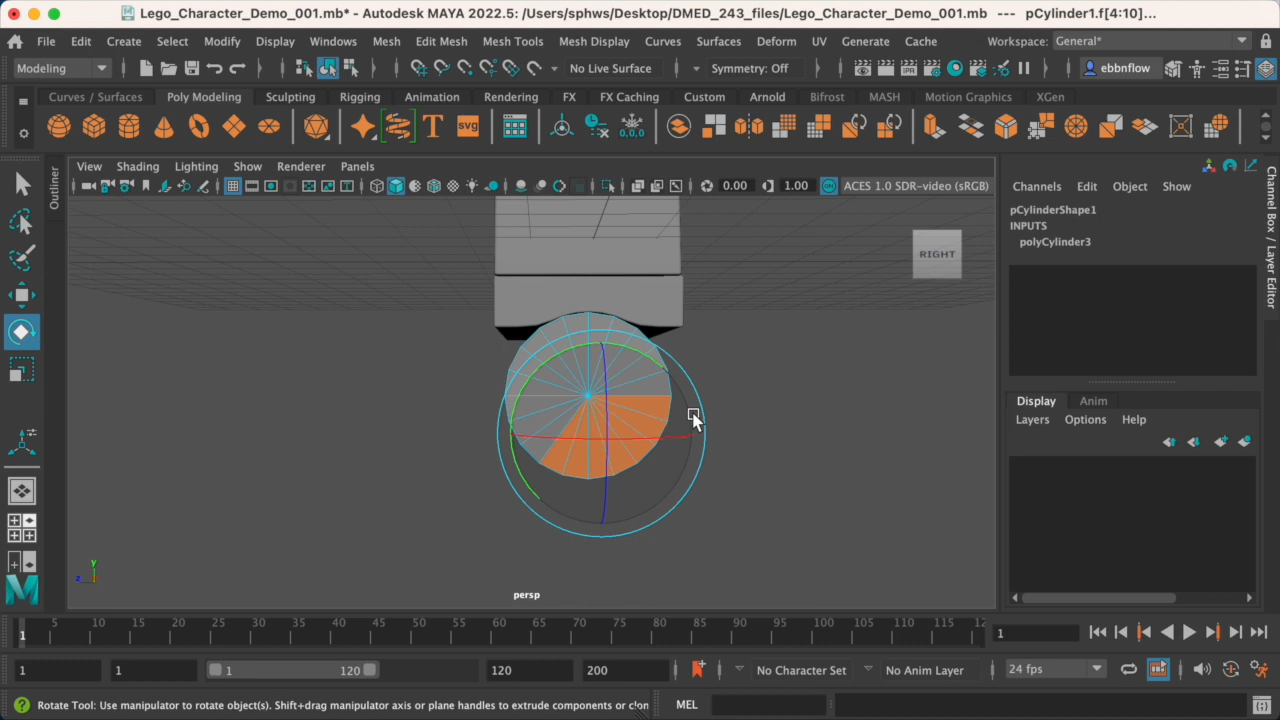 Lego_Character_Demo_001.mb* - Autodesk MAYA 2022.5: /Users/sphws/Desktop/DMED_243_files/Lego_Character_Demo_001.mb --- pCylinder1.f[4:10]...
File Edit Create Select Modify Display Windows Mesh Edit Mesh Mesh Tools Mesh Display Curves Surfaces Deform UV Generate Cache Workspace: General*
Modeling No Live Surface Symmetry: Off IPR ebbnflow
Curves / Surfaces Poly Modeling Sculpting Rigging Animation Rendering FX FX Caching Custom Arnold Bifrost MASH Motion Graphics XGen
T SVG 0,0,0
View Shading Lighting Show Renderer Panels
0.00 1.00 ON ACES 1.0 SDR-video (sRGB)
Outliner
RIGHT
y
z
persp
Channels Edit Object Show
pCylinderShape1
INPUTS
polyCylinder3
Channel Box / Layer Editor
Display Anim
Layers Options Help
M
1 5 10 15 20 25 30 35 40 45 50 55 60 65 70 75 80 85 90 95 100 105 110 115 12
1
1 1 1 120 120 200 No Character Set No Anim Layer 24 fps
? Rotate Tool: Use manipulator to rotate object(s). Shift+drag manipulator axis or plane handles to extrude components or clon
MEL